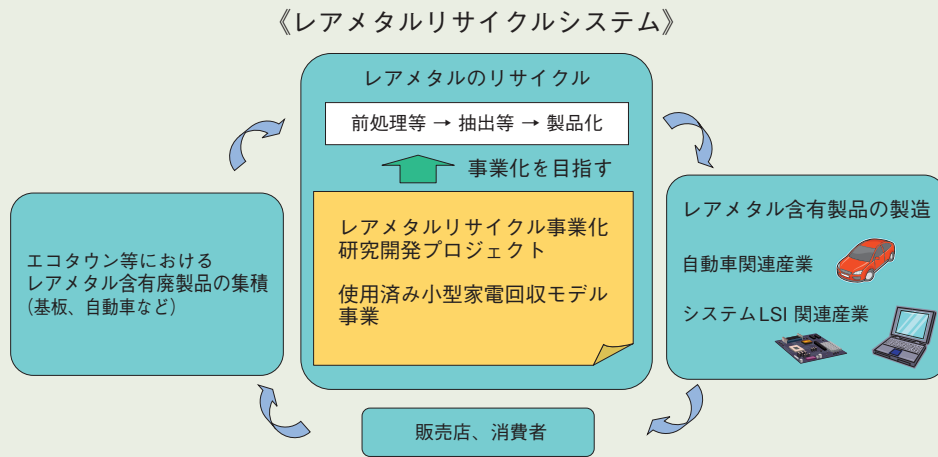 《レアメタルリサイクルシステム》
レアメタルのリサイクル
前処理等 → 抽出等 → 製品化
事業化を目指す
レアメタルリサイクル事業化
研究開発プロジェクト
使用済み小型家電回収モデル
事業
エコタウン等における
レアメタル含有廃製品の集積
(基板、自動車など)
レアメタル含有製品の製造
自動車関連産業
システムLSI 関連産業
販売店、消費者